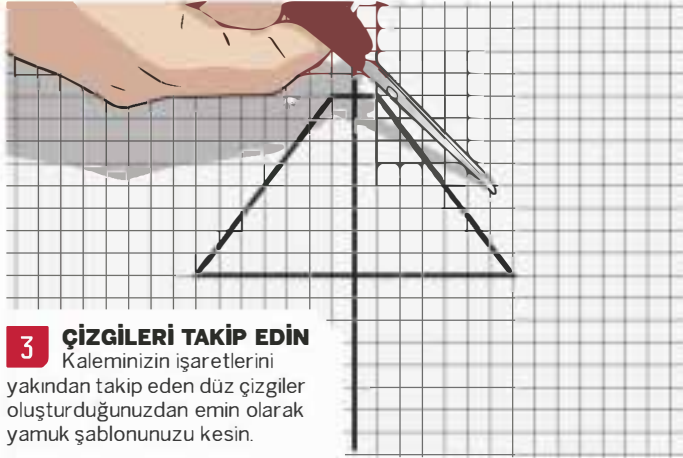 3 ÇİZGİLERİ TAKİP EDİN
Kaleminizin işaretlerini
yakından takip eden düz çizgiler
oluşturduğunuzdan emin olarak
yamuk şablonunuzu kesin.